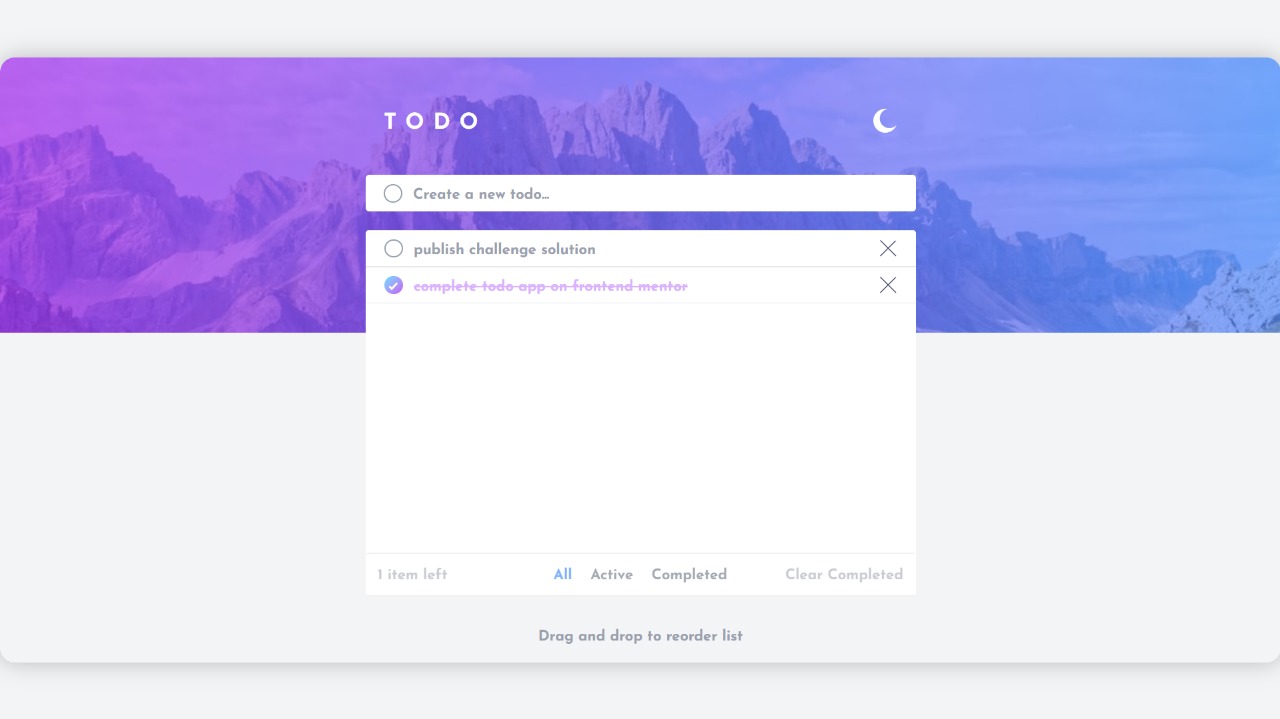 TODO
Create a new todo...
publish challenge solution
complete todo app on frontend mentor
1 item left All Active Completed Clear Completed
Drag and drop to reorder list